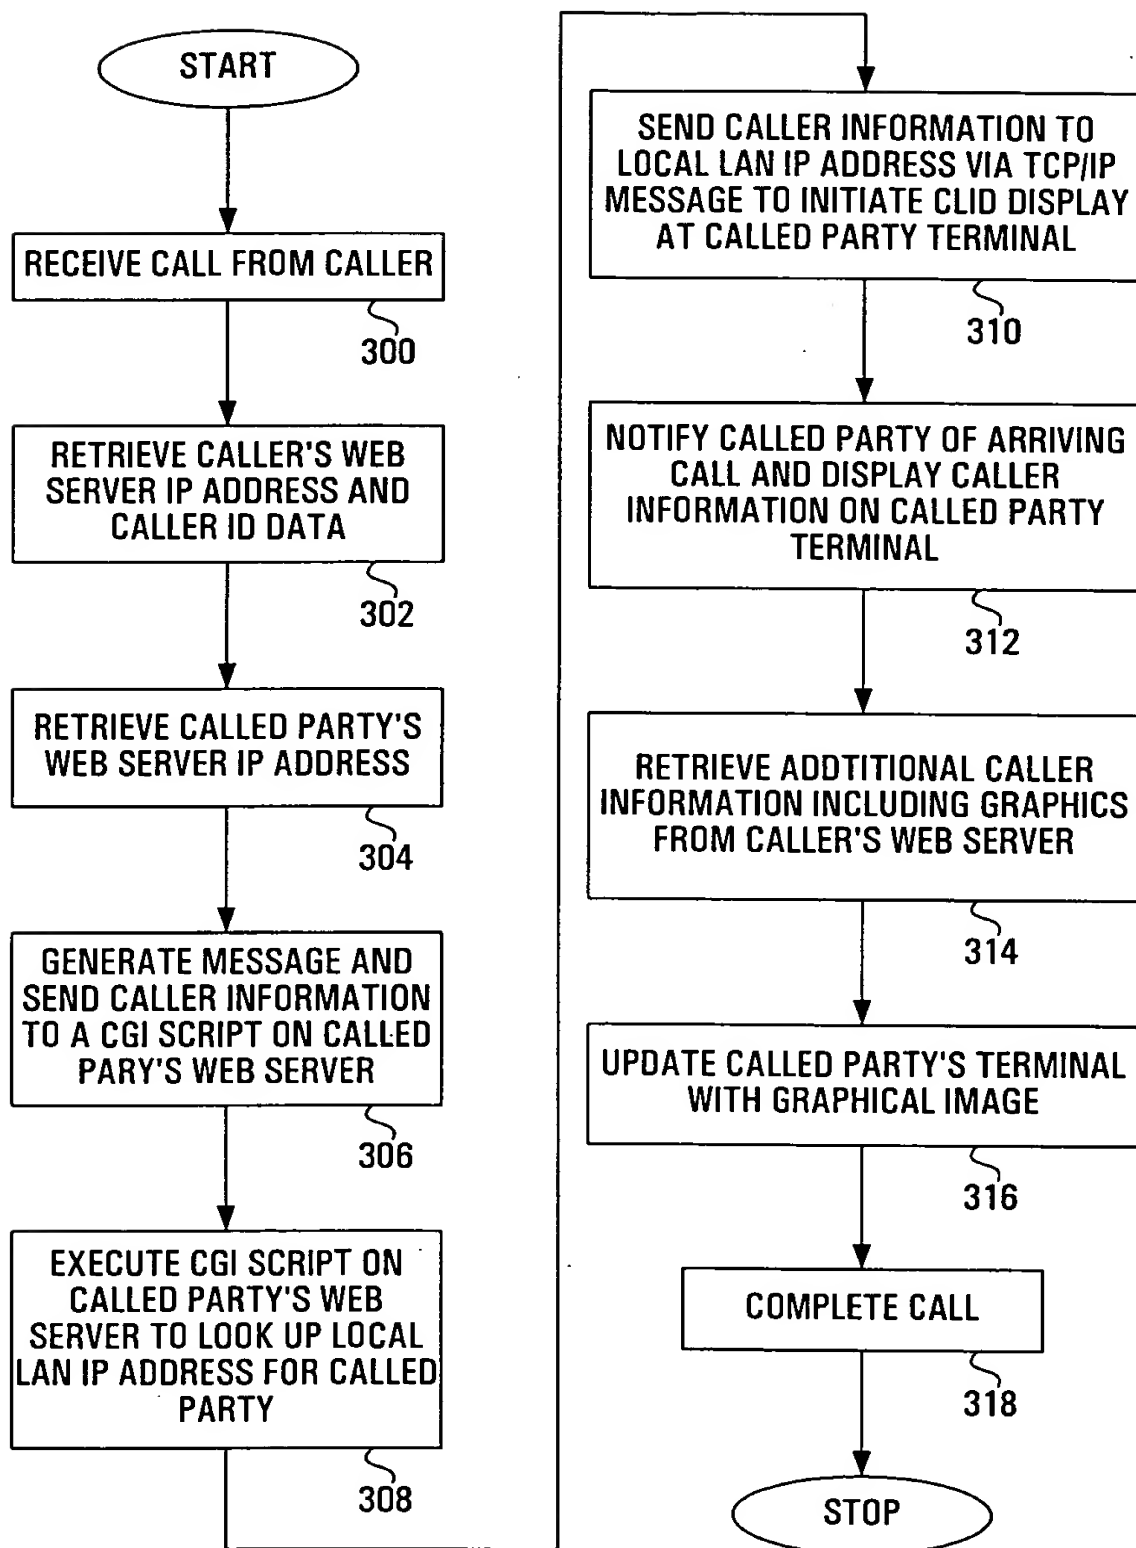 START
RECEIVE CALL FROM CALLER
300
RETRIEVE CALLER'S WEB
SERVER IP ADDRESS AND
CALLER ID DATA
302
RETRIEVE CALLED PARTY'S
WEB SERVER IP ADDRESS
304
GENERATE MESSAGE AND
SEND CALLER INFORMATION
TO A CGI SCRIPT ON CALLED
PARY'S WEB SERVER
306
EXECUTE CGI SCRIPT ON
CALLED PARTY'S WEB
SERVER TO LOOK UP LOCAL
LAN IP ADDRESS FOR CALLED
PARTY
308
SEND CALLER INFORMATION TO
LOCAL LAN IP ADDRESS VIA TCP/IP
MESSAGE TO INITIATE CLID DISPLAY
AT CALLED PARTY TERMINAL
310
NOTIFY CALLED PARTY OF ARRIVING
CALL AND DISPLAY CALLER
INFORMATION ON CALLED PARTY
TERMINAL
312
RETRIEVE ADDTITIONAL CALLER
INFORMATION INCLUDING GRAPHICS
FROM CALLER'S WEB SERVER
314
UPDATE CALLED PARTY'S TERMINAL
WITH GRAPHICAL IMAGE
316
COMPLETE CALL
318
STOP